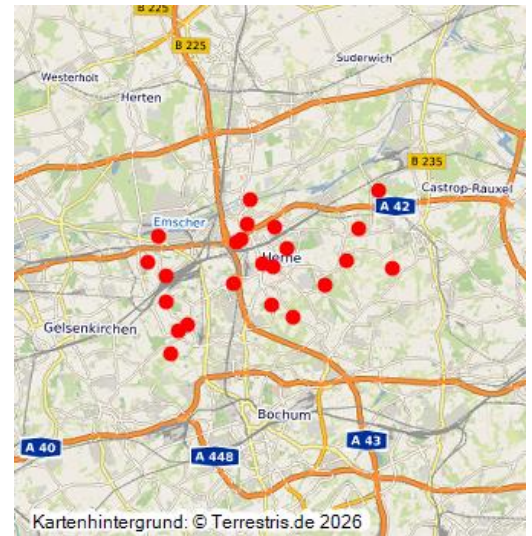 B 225
B 225
Suderwich
Westerholt
Herten
B 235
Castrop-Rauxel
A 42
Emscher
Herne
Gelsenkirchen
Bochum
A 40
A 43
A 448
Kartenhintergrund: © Terrestris.de 2026